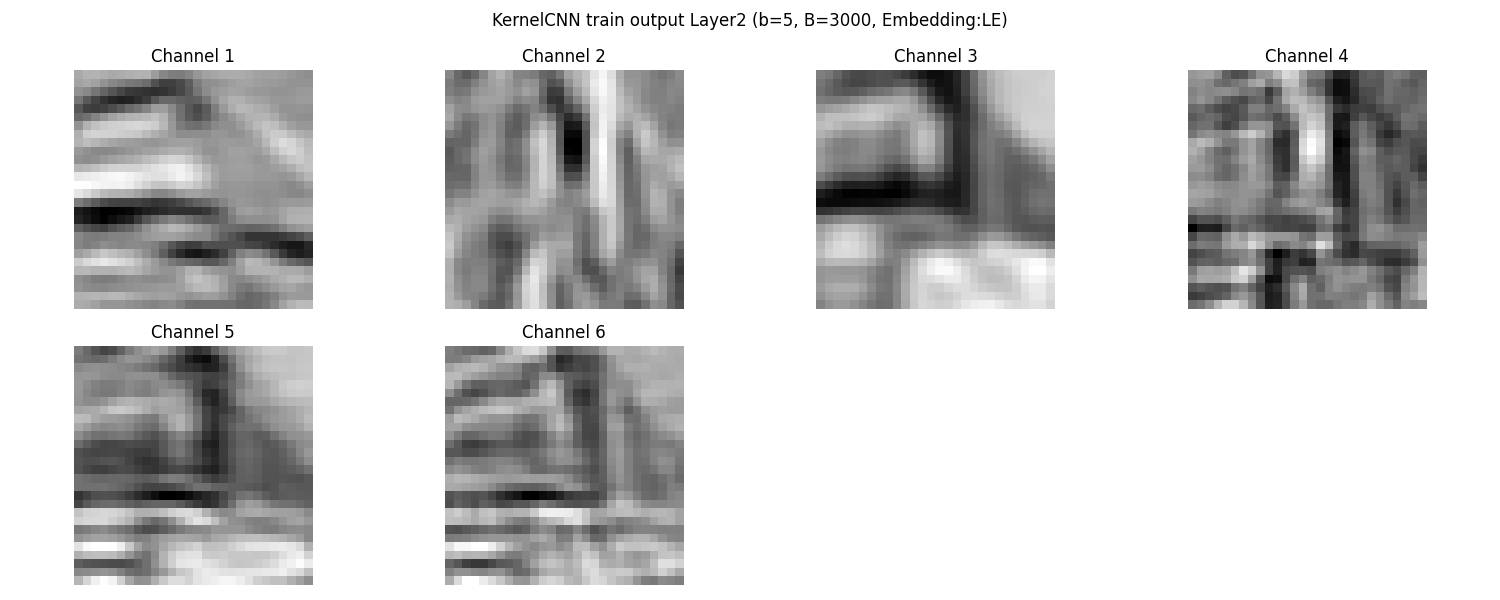 KernelCNN train output Layer2 (b=5, B=3000, Embedding:LE)
Channel 1
Channel 2
Channel 3
Channel 4
Channel 5
Channel 6